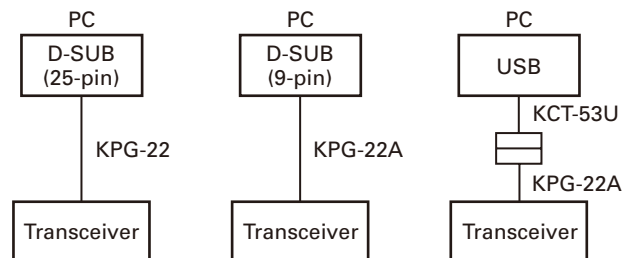 PC
D-SUB
(25-pin)
KPG-22
Transceiver
PC
D-SUB
(9-pin)
KPG-22A
Transceiver
PC
USB
KCT-53U
KPG-22A
Transceiver